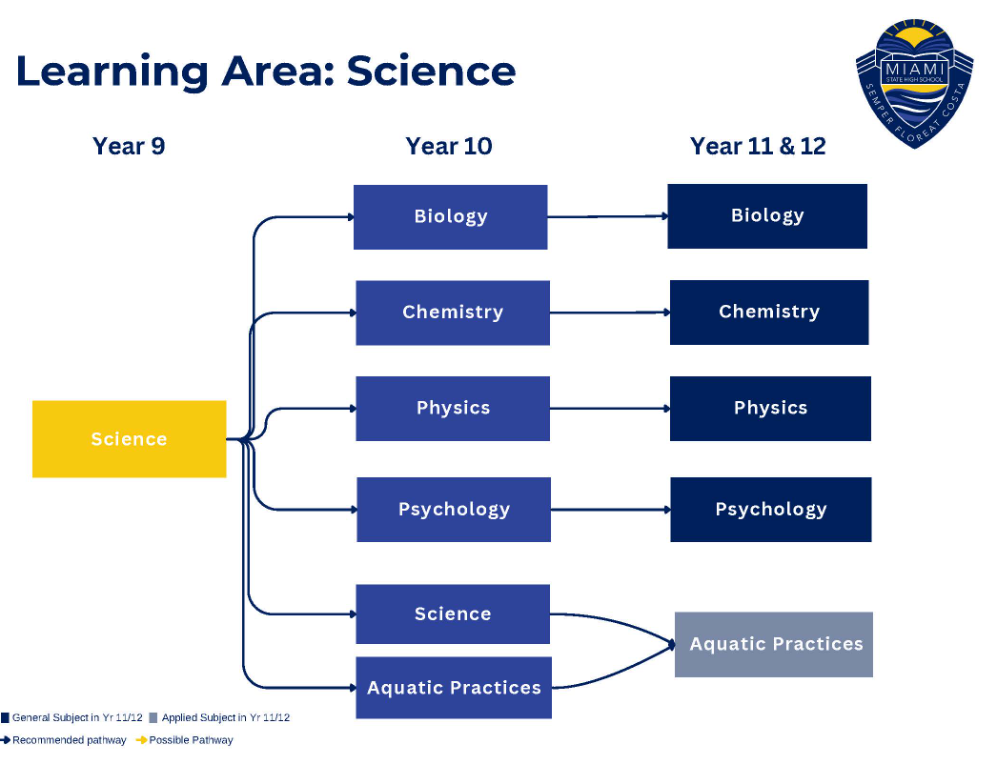 Learning Area: Science
MIAMI
STATE HIGH SCHOOL
SEMPER FLOREAT COSTA
Year 9
Year 10
Year 11 & 12
Biology
Biology
Chemistry
Chemistry
Physics
Physics
Science
Psychology
Psychology
Science
Aquatic Practices
Aquatic Practices
General Subject in Yr 11/12
Applied Subject in Yr 11/12
Recommended pathway
Possible Pathway